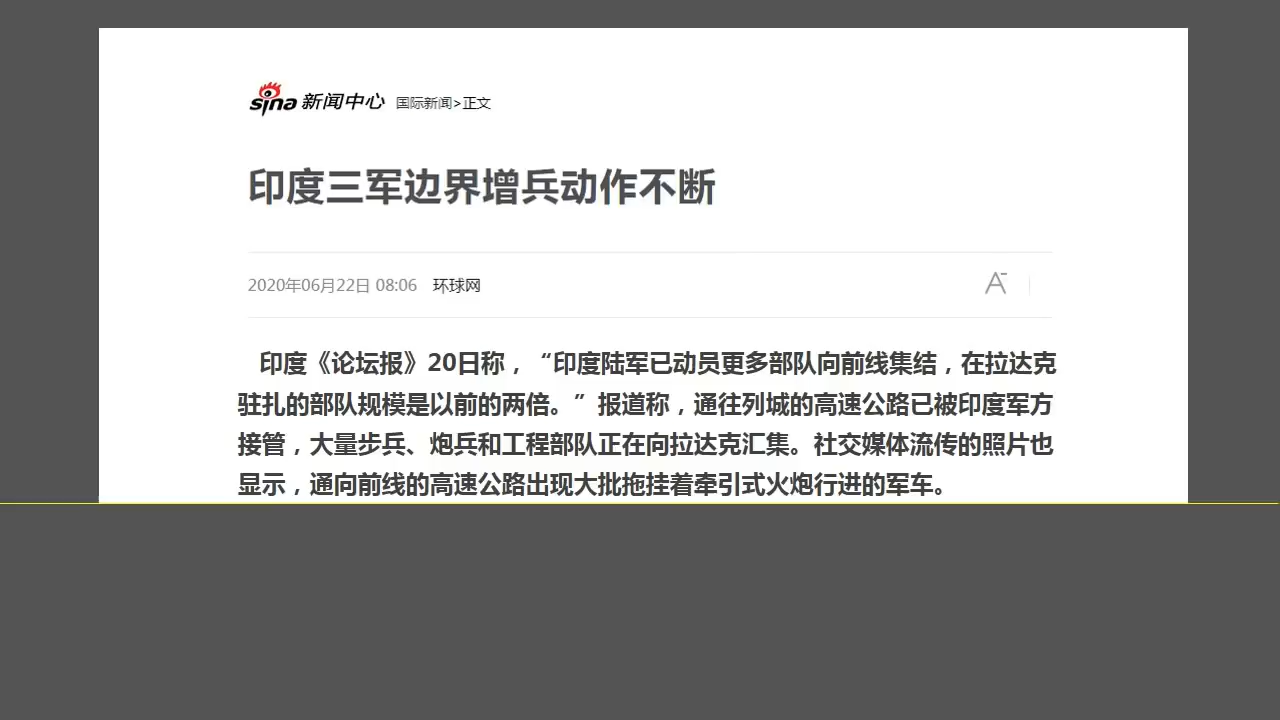 sina 新闻中心 国际新闻>正文
印度三军边界增兵动作不断
2020年06月22日 08:06 环球网 A-
印度《论坛报》20日称，“印度陆军已动员更多部队向前线集结，在拉达克
驻扎的部队规模是以前的两倍。”报道称，通往列城的高速公路已被印度军方
接管，大量步兵、炮兵和工程部队正在向拉达克汇集。社交媒体流传的照片也
显示，通向前线的高速公路出现大批拖挂着牵引式火炮行进的军车。